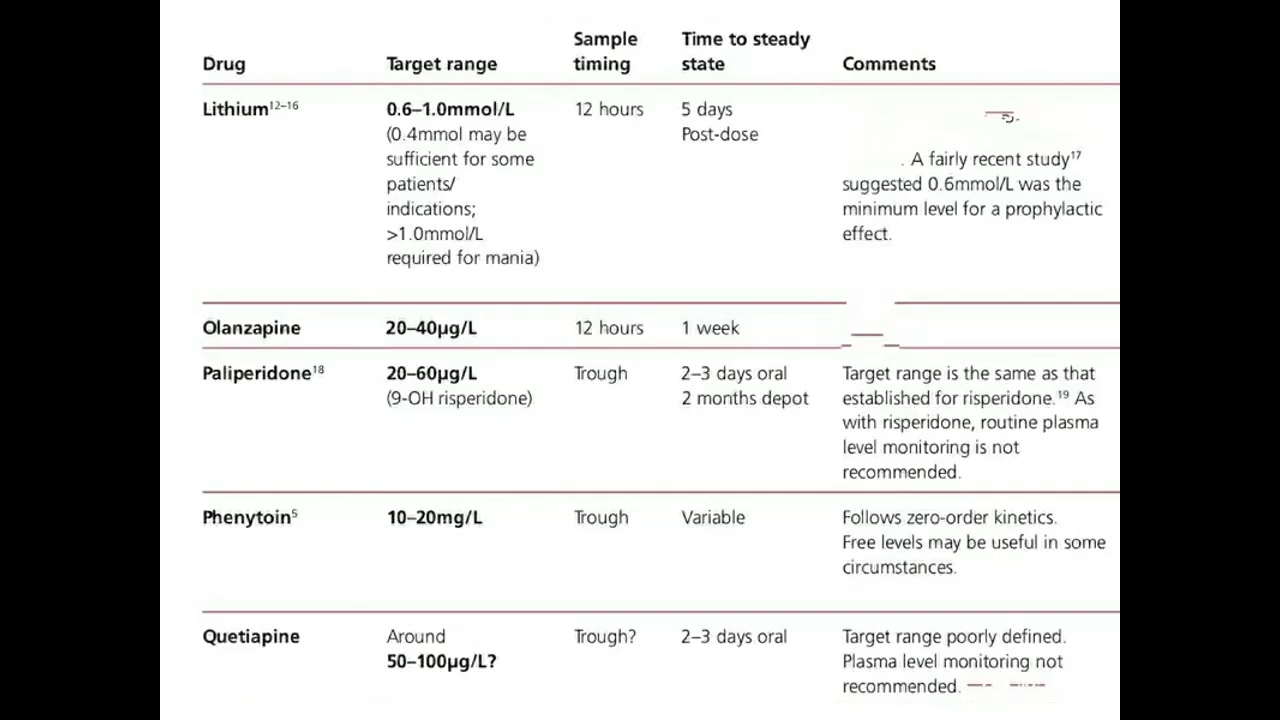 Drug Target range Sample timing Time to steady state Comments
Lithium12–16 0.6–1.0mmol/L 12 hours 5 days
(0.4mmol may be Post-dose
sufficient for some . A fairly recent study17
patients/ suggested 0.6mmol/L was the
indications; minimum level for a prophylactic
>1.0mmol/L effect.
required for mania)
Olanzapine 20–40µg/L 12 hours 1 week
Paliperidone18 20–60µg/L Trough 2–3 days oral Target range is the same as that
(9-OH risperidone) 2 months depot established for risperidone.19 As
with risperidone, routine plasma
level monitoring is not
recommended.
Phenytoin5 10–20mg/L Trough Variable Follows zero-order kinetics.
Free levels may be useful in some
circumstances.
Quetiapine Around Trough? 2–3 days oral Target range poorly defined.
50–100µg/L? Plasma level monitoring not
recommended.